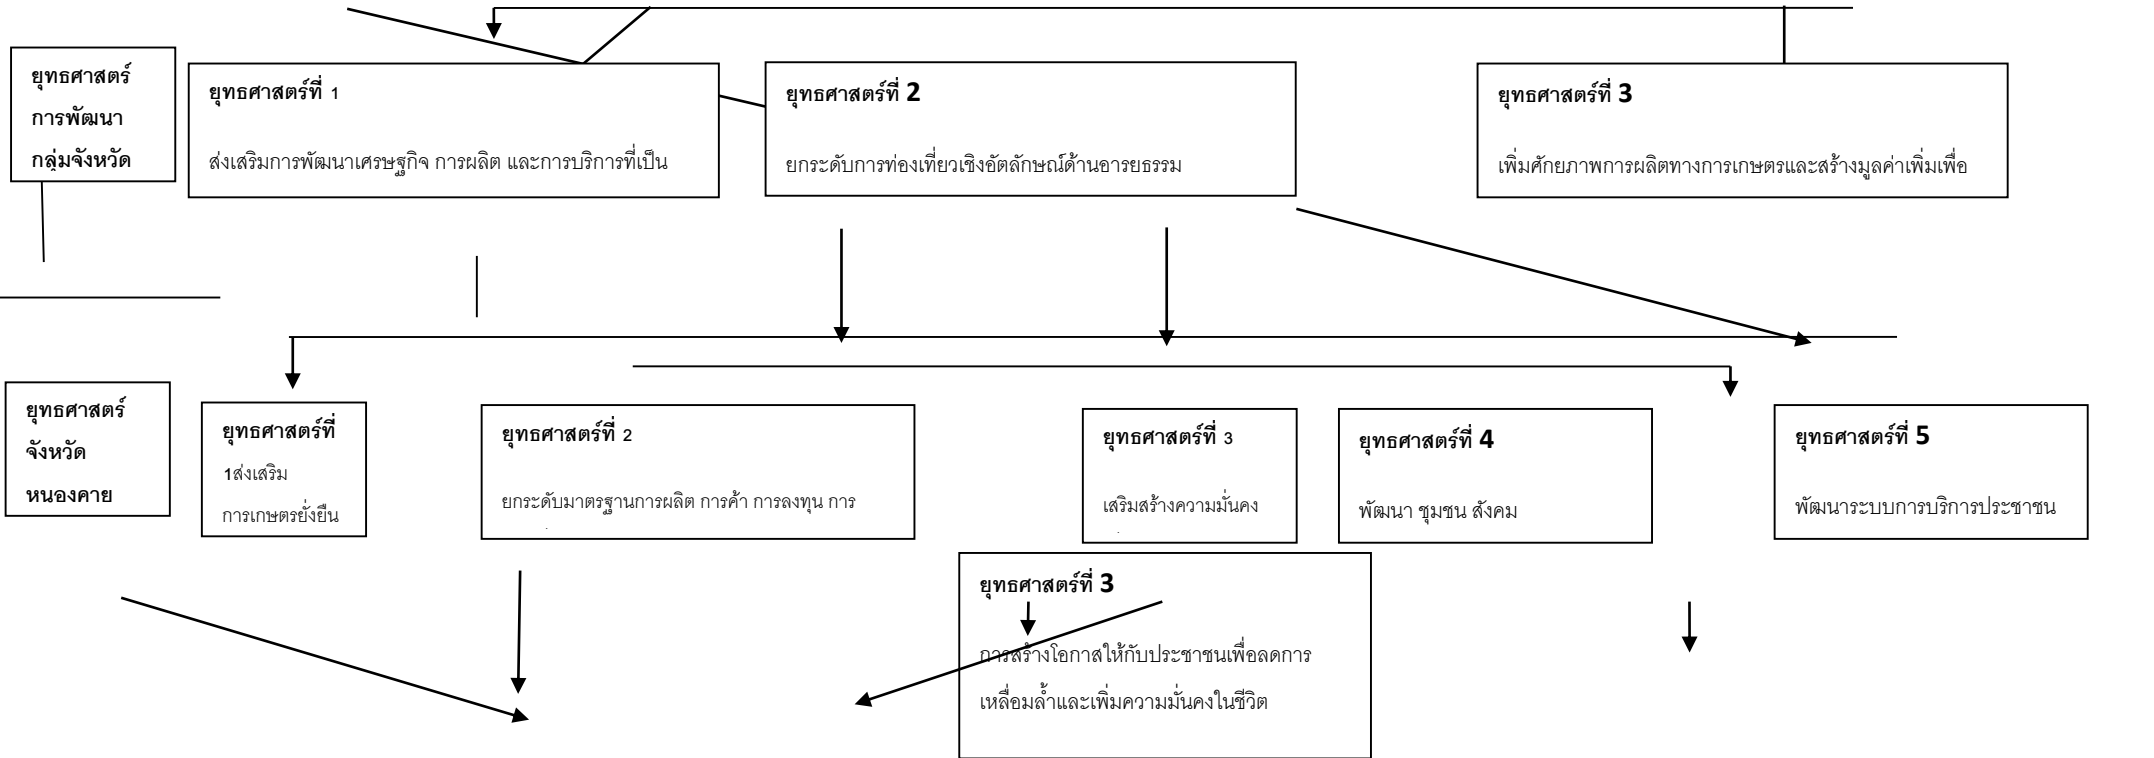 ยุทธศาสตร์
การพัฒนา
กลุ่มจังหวัด
ยุทธศาสตร์ที่ 1
ส่งเสริมการพัฒนาเศรษฐกิจ การผลิต และการบริการที่เป็น
ยุทธศาสตร์ที่ 2
ยกระดับการท่องเที่ยวเชิงอัตลักษณ์ด้านอารยธรรม
ยุทธศาสตร์ที่ 3
เพิ่มศักยภาพการผลิตทางการเกษตรและสร้างมูลค่าเพิ่มเพื่อ
ยุทธศาสตร์
จังหวัด
หนองคาย
ยุทธศาสตร์ที่
1ส่งเสริม
การเกษตรยั่งยืน
ยุทธศาสตร์ที่ 2
ยกระดับมาตรฐานการผลิต การค้า การลงทุน การ
ยุทธศาสตร์ที่ 3
เสริมสร้างความมั่นคง
ยุทธศาสตร์ที่ 4
พัฒนา ชุมชน สังคม
ยุทธศาสตร์ที่ 5
พัฒนาระบบการบริการประชาชน
ยุทธศาสตร์ที่ 3
การสร้างโอกาสให้กับประชาชนเพื่อลดการ
เหลื่อมล้ำและเพิ่มความมั่นคงในชีวิต